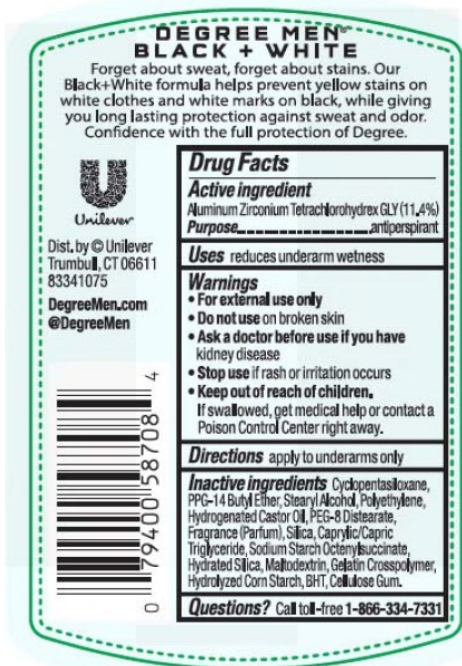 DEGREE MEN®
BLACK + WHITE
Forget about sweat, forget about stains. Our
Black+White formula helps prevent yellow stains on
white clothes and white marks on black, while giving
you long lasting protection against sweat and odor.
Confidence with the full protection of Degree.
Unilever
Dist. by © Unilever
Trumbull, CT 06611
83341075
DegreeMen.com
@DegreeMen
0 79400 58708 4
Drug Facts
Active ingredient
Aluminum Zirconium Tetrachlorohydrex GLY (11.4%)
Purpose antiperspirant
Uses reduces underarm wetness
Warnings
• For external use only
• Do not use on broken skin
• Ask a doctor before use if you have
kidney disease
• Stop use if rash or irritation occurs
• Keep out of reach of children.
If swallowed, get medical help or contact a
Poison Control Center right away.
Directions apply to underarms only
Inactive ingredients Cyclopentasiloxane,
PPG-14 Butyl Ether, Stearyl Alcohol, Polyethylene,
Hydrogenated Castor Oil, PEG-8 Distearate,
Fragrance (Parfum), Silica, Caprylic/Capric
Triglyceride, Sodium Starch Octenylsuccinate,
Hydrated Silica, Maltodextrin, Gelatin Crosspolymer,
Hydrolyzed Corn Starch, BHT, Cellulose Gum.
Questions? Call toll-free 1-866-334-7331